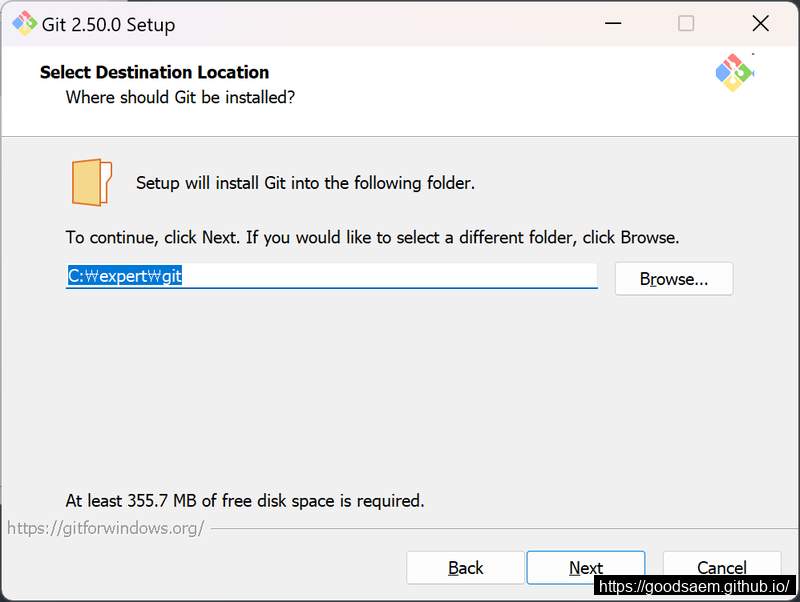 Git 2.50.0 Setup
Select Destination Location
Where should Git be installed?
Setup will install Git into the following folder.
To continue, click Next. If you would like to select a different folder, click Browse.
C:₩expert₩git
Browse...
At least 355.7 MB of free disk space is required.
https://gitforwindows.org/
Back
Next
Cancel
https://goodsaem.github.io/